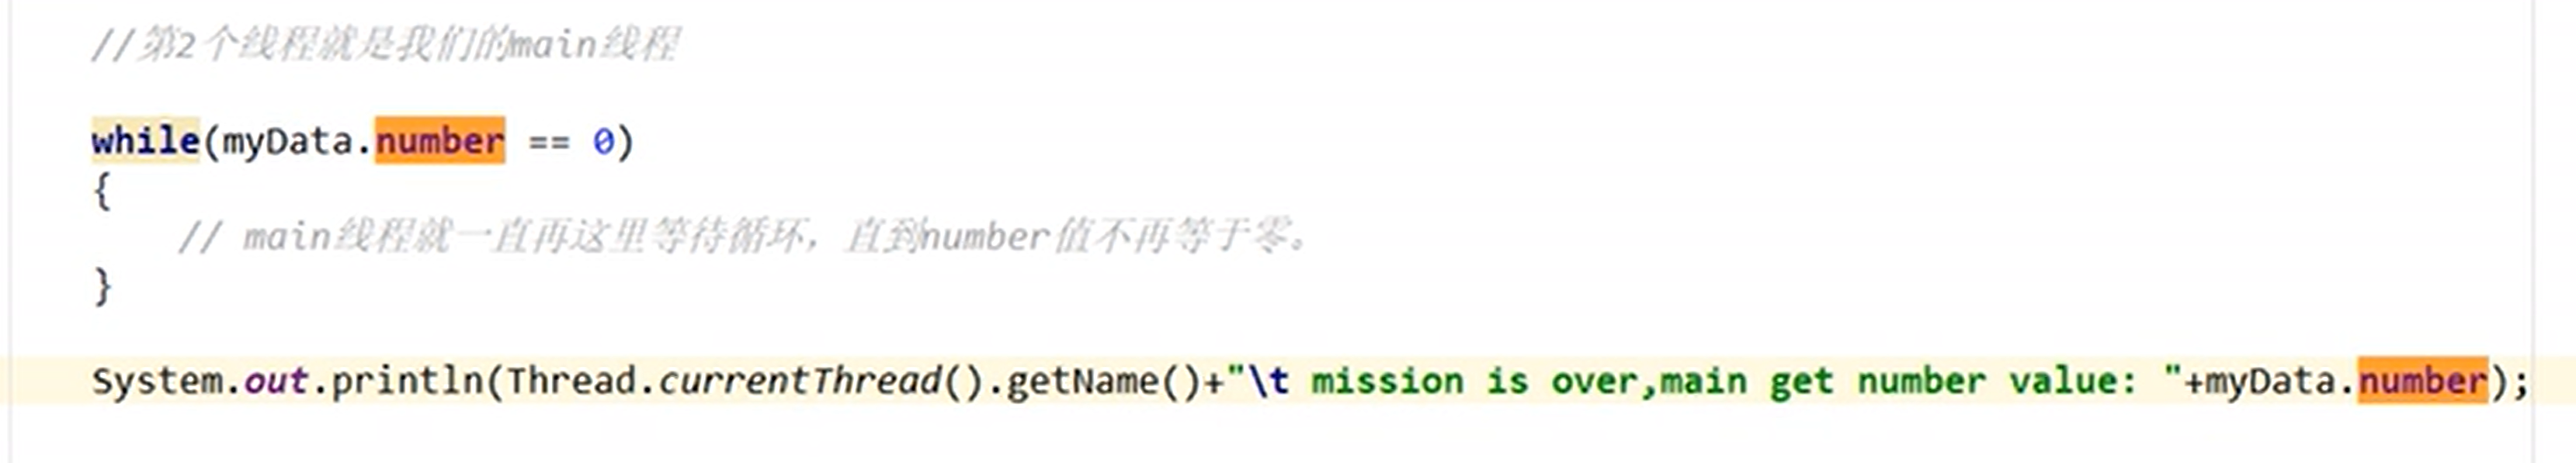 //第2个线程就是我们的main线程
while(myData.number == 0)
{
// main线程就一直再这里等待循环，直到number值不再等于零。
}
System.out.println(Thread.currentThread().getName()+"\t mission is over,main get number value: "+myData.number);